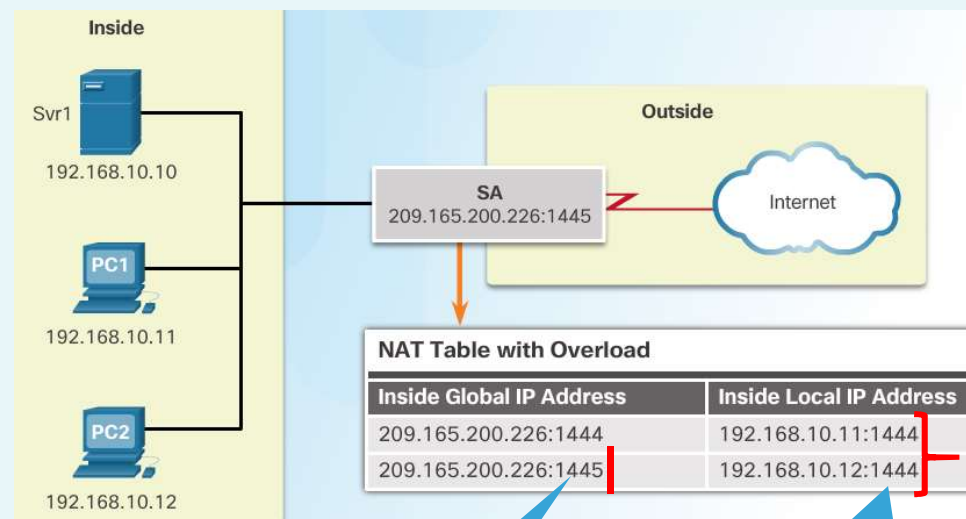 Inside
Svr1
192.168.10.10
PC1
192.168.10.11
PC2
192.168.10.12
SA
209.165.200.226:1445
Outside
Internet
NAT Table with Overload
Inside Global IP Address Inside Local IP Address
209.165.200.226:1444 192.168.10.11:1444
209.165.200.226:1445 192.168.10.12:1444